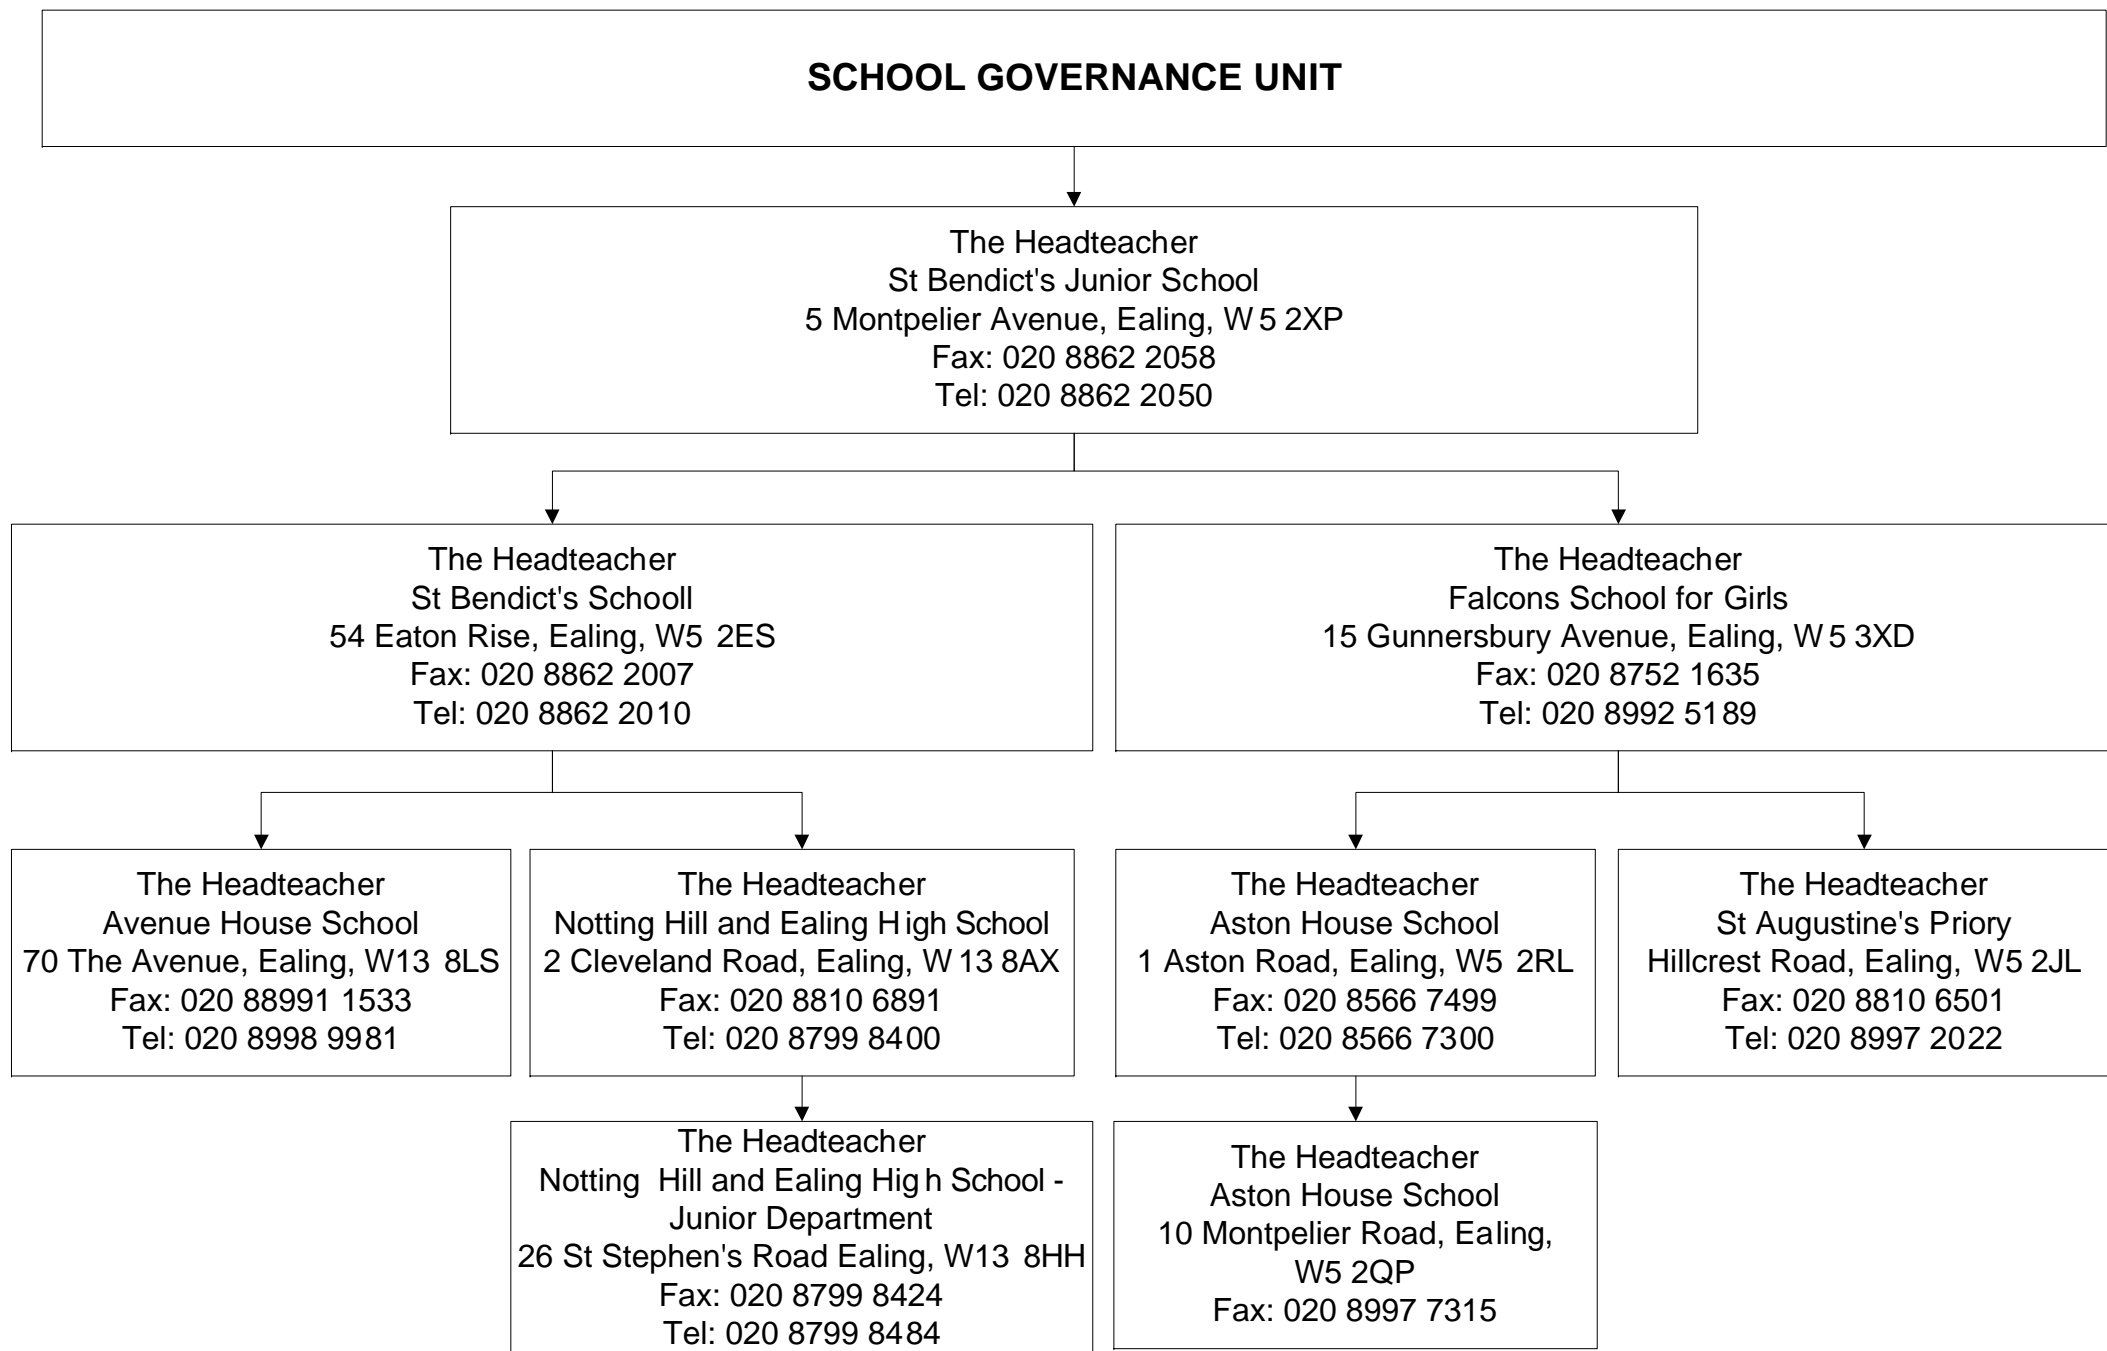 SCHOOL GOVERNANCE UNIT
The Headteacher
St Bendict's Junior School
5 Montpelier Avenue, Ealing, W5 2XP
Fax: 020 8862 2058
Tel: 020 8862 2050
The Headteacher
St Bendict's Schooll
54 Eaton Rise, Ealing, W5 2ES
Fax: 020 8862 2007
Tel: 020 8862 2010
The Headteacher
Falcons School for Girls
15 Gunnersbury Avenue, Ealing, W5 3XD
Fax: 020 8752 1635
Tel: 020 8992 5189
The Headteacher
Avenue House School
70 The Avenue, Ealing, W13 8LS
Fax: 020 88991 1533
Tel: 020 8998 9981
The Headteacher
Notting Hill and Ealing High School
2 Cleveland Road, Ealing, W13 8AX
Fax: 020 8810 6891
Tel: 020 8799 8400
The Headteacher
Aston House School
1 Aston Road, Ealing, W5 2RL
Fax: 020 8566 7499
Tel: 020 8566 7300
The Headteacher
St Augustine's Priory
Hillcrest Road, Ealing, W5 2JL
Fax: 020 8810 6501
Tel: 020 8997 2022
The Headteacher
Notting Hill and Ealing High School -
Junior Department
26 St Stephen's Road Ealing, W13 8HH
Fax: 020 8799 8424
Tel: 020 8799 8484
The Headteacher
Aston House School
10 Montpelier Road, Ealing,
W5 2QP
Fax: 020 8997 7315